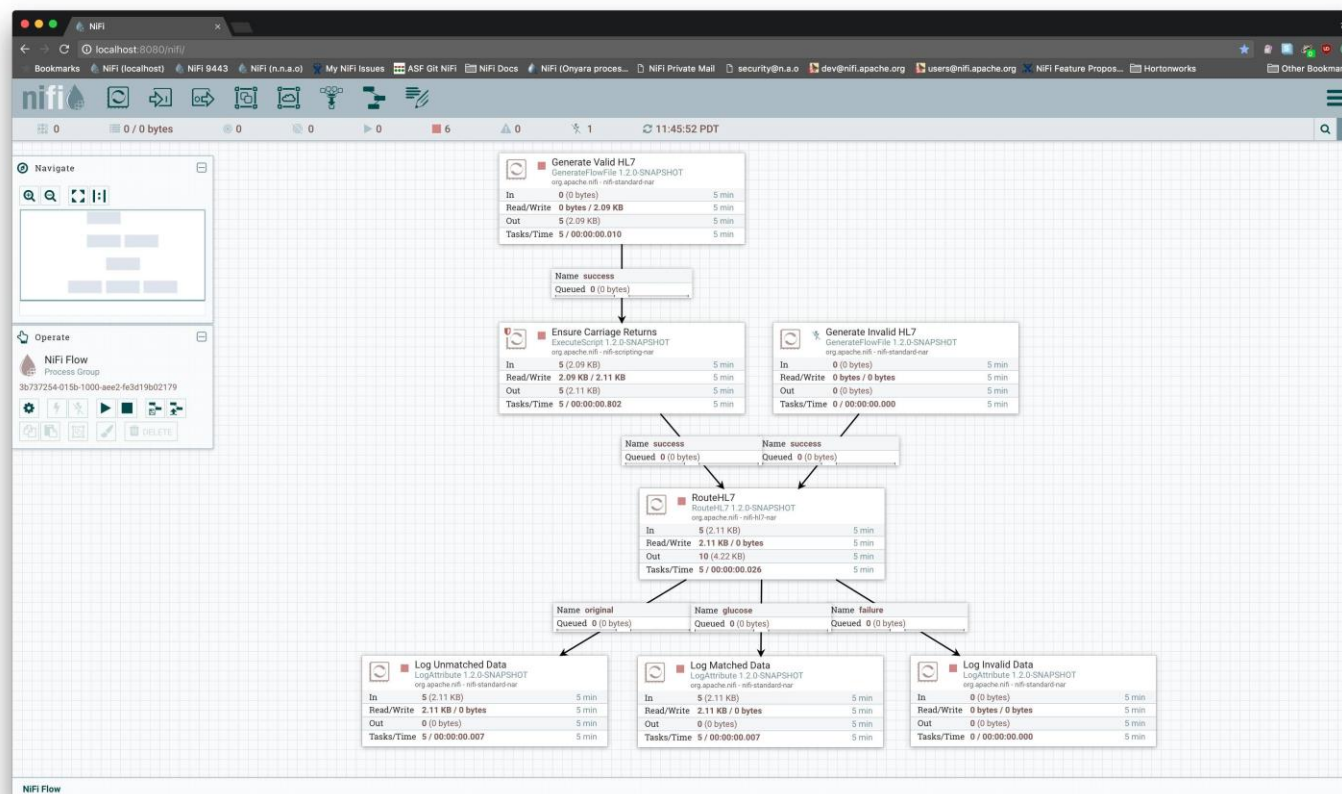 NiFi
localhost:8080/nifi/
Bookmarks NiFi (localhost) NiFi 9443 NiFi (n.n.a.o) My NiFi Issues ASF Git NiFi NiFi Docs NiFi (Onyara proces... NiFi Private Mail security@n.a.o dev@nifi.apache.org users@nifi.apache.org NiFi Feature Propos... Hortonworks Other Bookmar
nifi
0 0 / 0 bytes 0 0 0 6 0 1 11:45:52 PDT
Navigate
Operate
NiFi Flow
Process Group
3b737254-015b-1000-aee2-fe3d19b02179
DELETE
Generate Valid HL7
GenerateFlowFile 1.2.0-SNAPSHOT
org.apache.nifi - nifi-standard-nar
In 0 (0 bytes) 5 min
Read/Write 0 bytes / 2.09 KB 5 min
Out 5 (2.09 KB) 5 min
Tasks/Time 5 / 00:00:00.010 5 min
Name success
Queued 0 (0 bytes)
Ensure Carriage Returns
ExecuteScript 1.2.0-SNAPSHOT
org.apache.nifi - nifi-scripting-nar
In 5 (2.09 KB) 5 min
Read/Write 2.09 KB / 2.11 KB 5 min
Out 5 (2.11 KB) 5 min
Tasks/Time 5 / 00:00:00.802 5 min
Generate Invalid HL7
GenerateFlowFile 1.2.0-SNAPSHOT
org.apache.nifi - nifi-standard-nar
In 0 (0 bytes) 5 min
Read/Write 0 bytes / 0 bytes 5 min
Out 0 (0 bytes) 5 min
Tasks/Time 0 / 00:00:00.000 5 min
Name success
Queued 0 (0 bytes)
Name success
Queued 0 (0 bytes)
RouteHL7
RouteHL7 1.2.0-SNAPSHOT
org.apache.nifi - nifi-hl7-nar
In 5 (2.11 KB) 5 min
Read/Write 2.11 KB / 0 bytes 5 min
Out 10 (4.22 KB) 5 min
Tasks/Time 5 / 00:00:00.026 5 min
Name original
Queued 0 (0 bytes)
Name glucose
Queued 0 (0 bytes)
Name failure
Queued 0 (0 bytes)
Log Unmatched Data
LogAttribute 1.2.0-SNAPSHOT
org.apache.nifi - nifi-standard-nar
In 5 (2.11 KB) 5 min
Read/Write 2.11 KB / 0 bytes 5 min
Out 0 (0 bytes) 5 min
Tasks/Time 5 / 00:00:00.007 5 min
Log Matched Data
LogAttribute 1.2.0-SNAPSHOT
org.apache.nifi - nifi-standard-nar
In 5 (2.11 KB) 5 min
Read/Write 2.11 KB / 0 bytes 5 min
Out 0 (0 bytes) 5 min
Tasks/Time 5 / 00:00:00.007 5 min
Log Invalid Data
LogAttribute 1.2.0-SNAPSHOT
org.apache.nifi - nifi-standard-nar
In 0 (0 bytes) 5 min
Read/Write 0 bytes / 0 bytes 5 min
Out 0 (0 bytes) 5 min
Tasks/Time 0 / 00:00:00.000 5 min
NiFi Flow